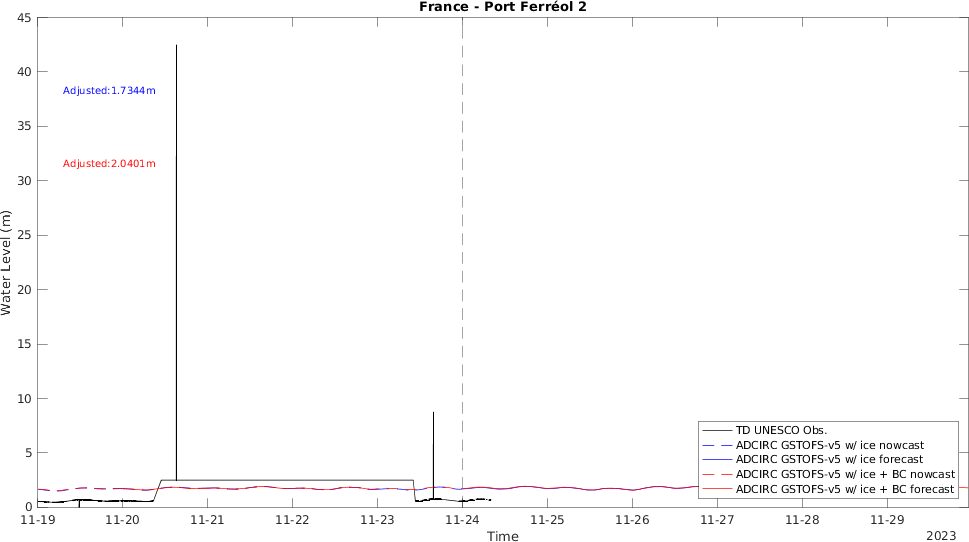 France - Port Ferréol 2
45
40
35
30
25
20
15
10
5
0
Water Level (m)
Adjusted:1.7344m
Adjusted:2.0401m
TD UNESCO Obs.
ADCIRC GSTOFS-v5 w/ ice nowcast
ADCIRC GSTOFS-v5 w/ ice forecast
ADCIRC GSTOFS-v5 w/ ice + BC nowcast
ADCIRC GSTOFS-v5 w/ ice + BC forecast
11-19 11-20 11-21 11-22 11-23 11-24 11-25 11-26 11-27 11-28 11-29
Time
2023